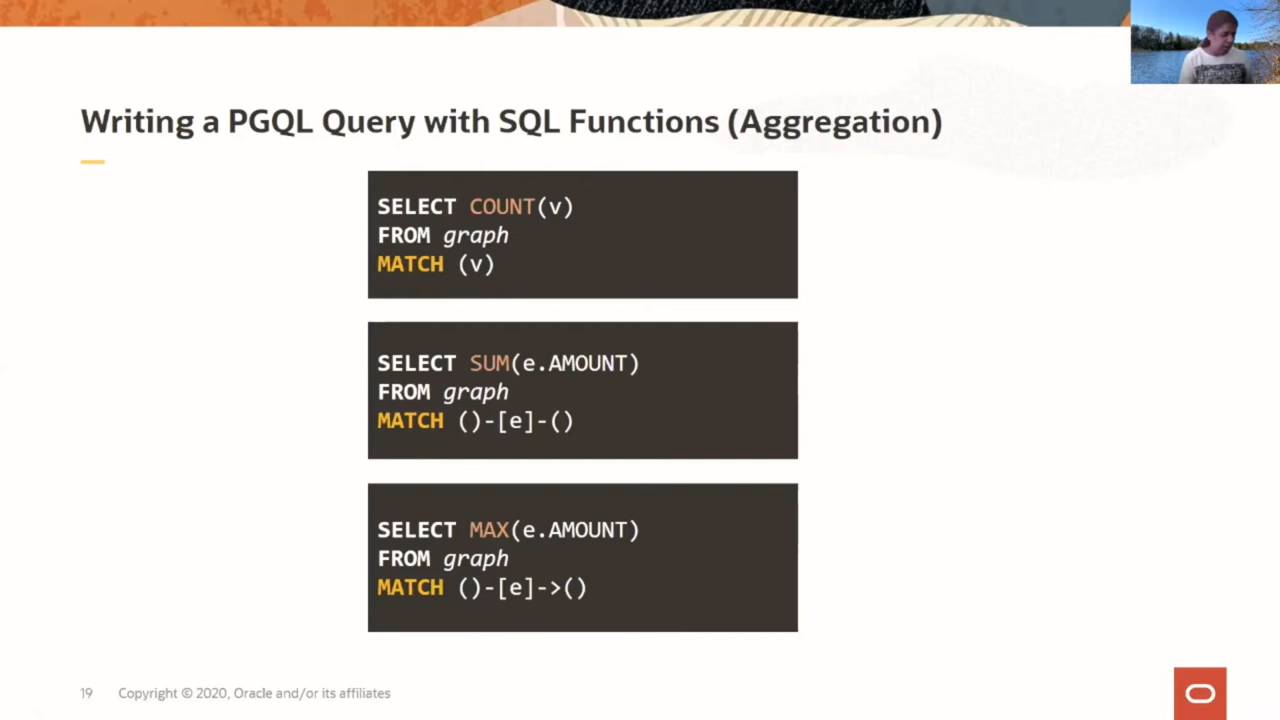 Writing a PGQL Query with SQL Functions (Aggregation)
SELECT COUNT(v)
FROM graph
MATCH (v)
SELECT SUM(e.AMOUNT)
FROM graph
MATCH ()-[e]-()
SELECT MAX(e.AMOUNT)
FROM graph
MATCH ()-[e]->()
19 Copyright © 2020, Oracle and/or its affiliates